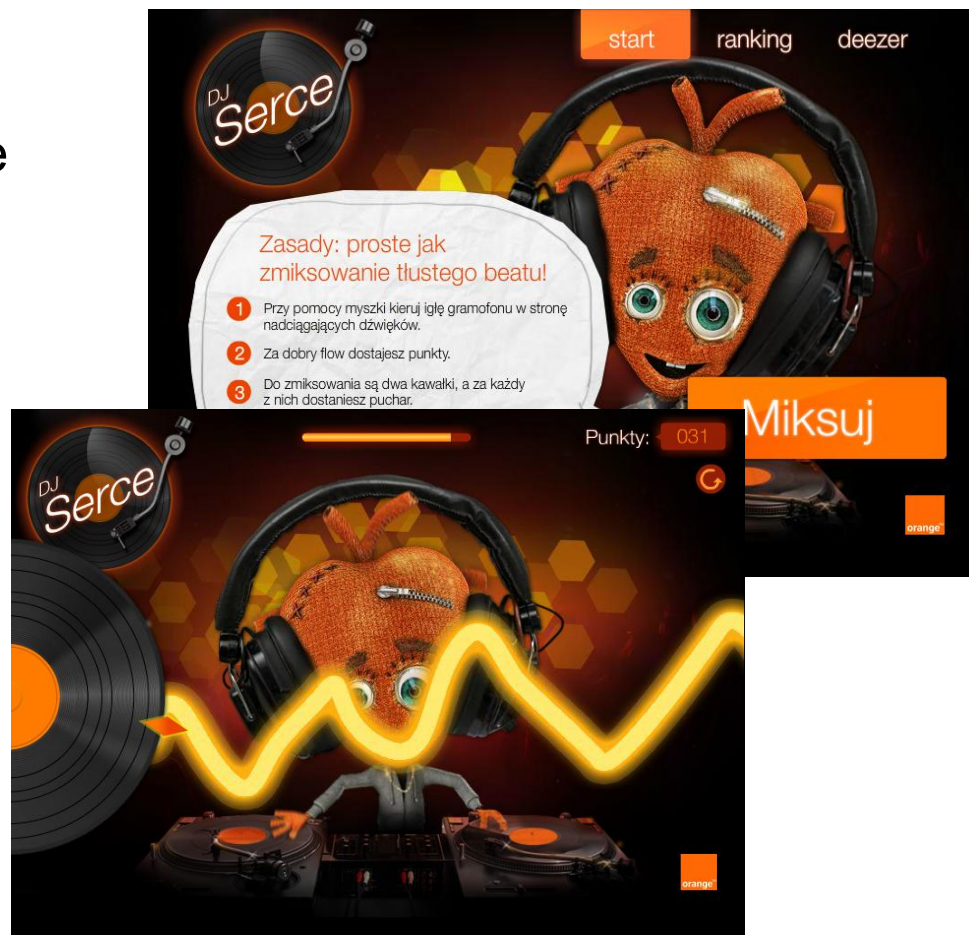 e
start ranking deezer
DJ
Serce
Zasady: proste jak
zmiksowanie tłustego beatu!
1 Przy pomocy myszki kieruj igłę gramofonu w stronę
nadciągających dźwięków.
2 Za dobry flow dostajesz punkty.
3 Do zmiksowania są dwa kawałki, a za każdy
z nich dostaniesz puchar.
Miksuj
orange™
DJ
Serce
Punkty: 031
orange™